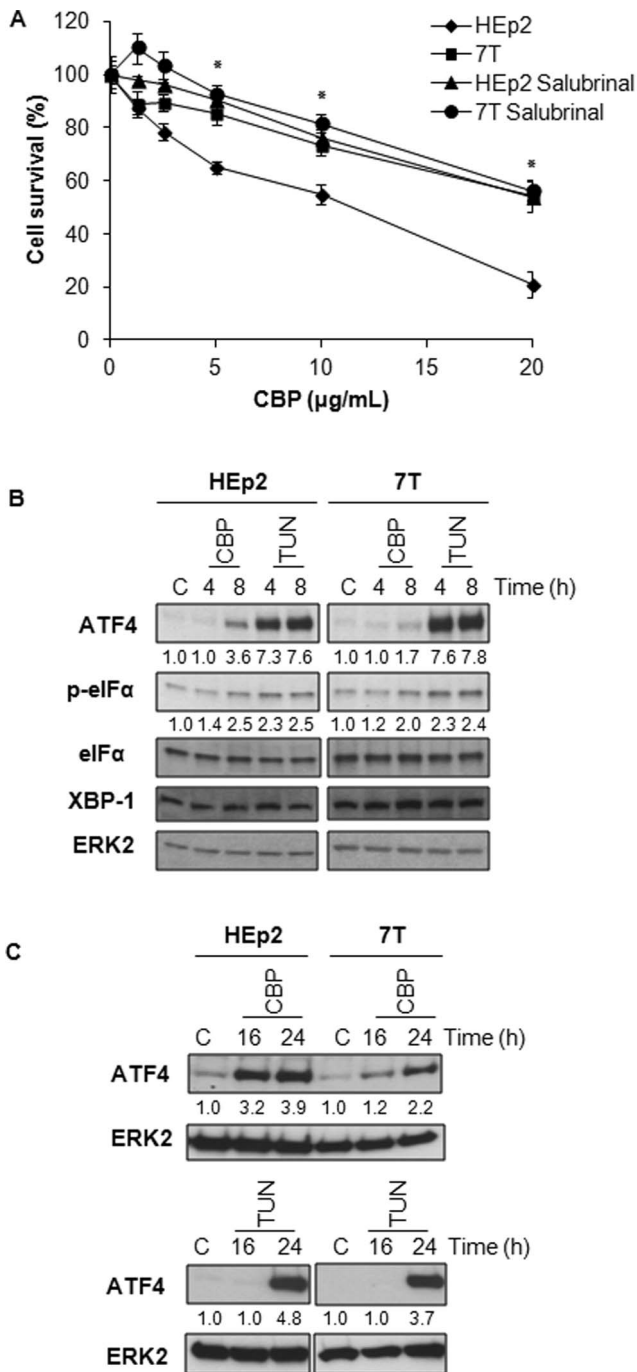 A
120
100
80
60
40
20
0
Cell survival (%)
0 5 10 15 20
CBP (µg/mL)
* * *
HEp2
7T
HEp2 Salubrinal
7T Salubrinal
B
HEp2 7T
CBP TUN CBP TUN
C 4 8 4 8 C 4 8 4 8 Time (h)
ATF4
1.0 1.0 3.6 7.3 7.6 1.0 1.0 1.7 7.6 7.8
p-eIFα
1.0 1.4 2.5 2.3 2.5 1.0 1.2 2.0 2.3 2.4
eIFα
XBP-1
ERK2
C
HEp2 7T
CBP CBP
C 16 24 C 16 24 Time (h)
ATF4
1.0 3.2 3.9 1.0 1.2 2.2
ERK2
TUN TUN
C 16 24 C 16 24 Time (h)
ATF4
1.0 1.0 4.8 1.0 1.0 3.7
ERK2